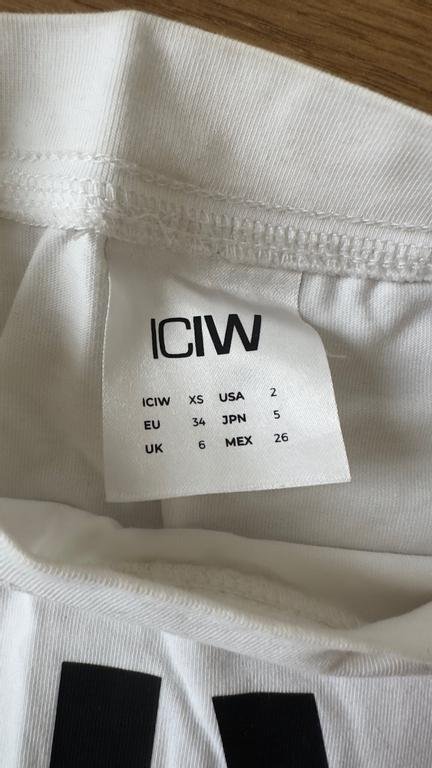 ICIW
ICIW XS USA 2
EU 34 JPN 5
UK 6 MEX 26